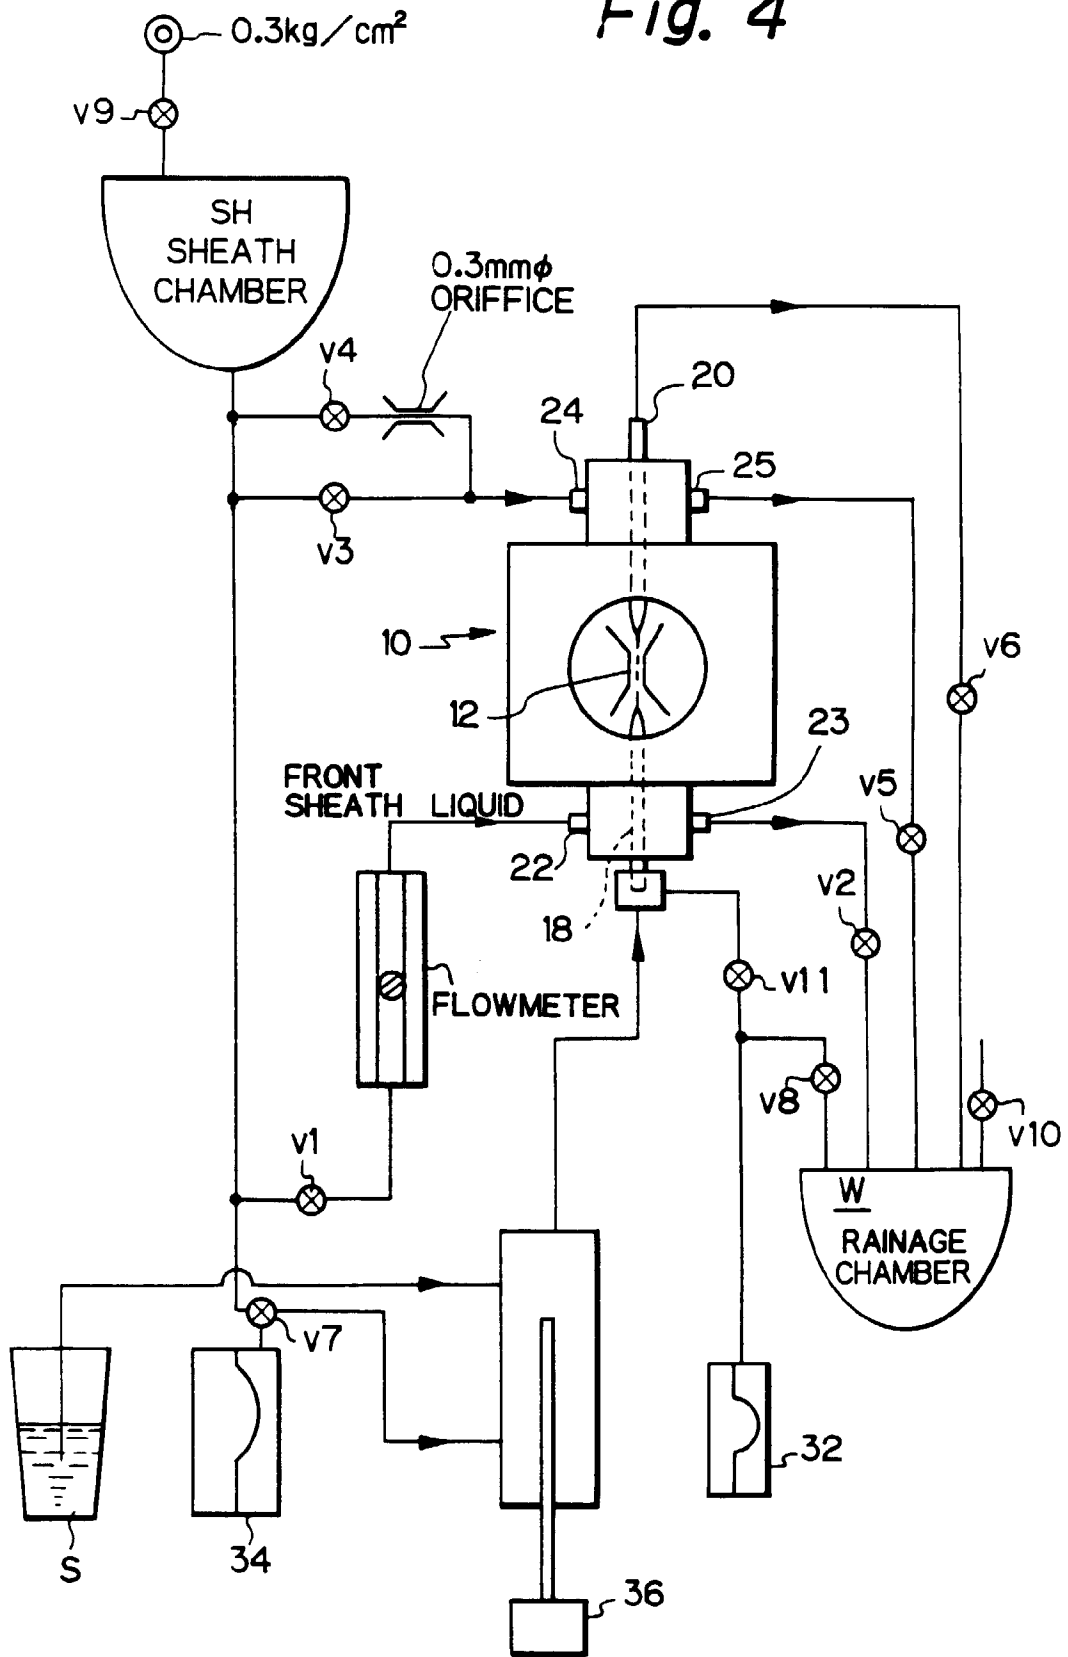 Fig. 4
0.3kg/cm²
v9
SH
SHEATH
CHAMBER
0.3mmϕ
ORIFFICE
v4
20
24
25
v3
10
v6
12
23
FRONT
SHEATH LIQUID
v5
22
v2
18
v11
FLOWMETER
v8
v10
v1
W
RAINAGE
CHAMBER
v7
32
34
S
36